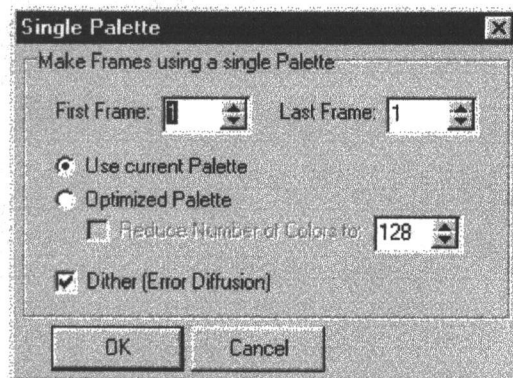 Single Palette
Make Frames using a single Palette
First Frame: 1 Last Frame: 1
Use current Palette
Optimized Palette
Reduce Number of Colors to: 128
Dither (Error Diffusion)
OK Cancel